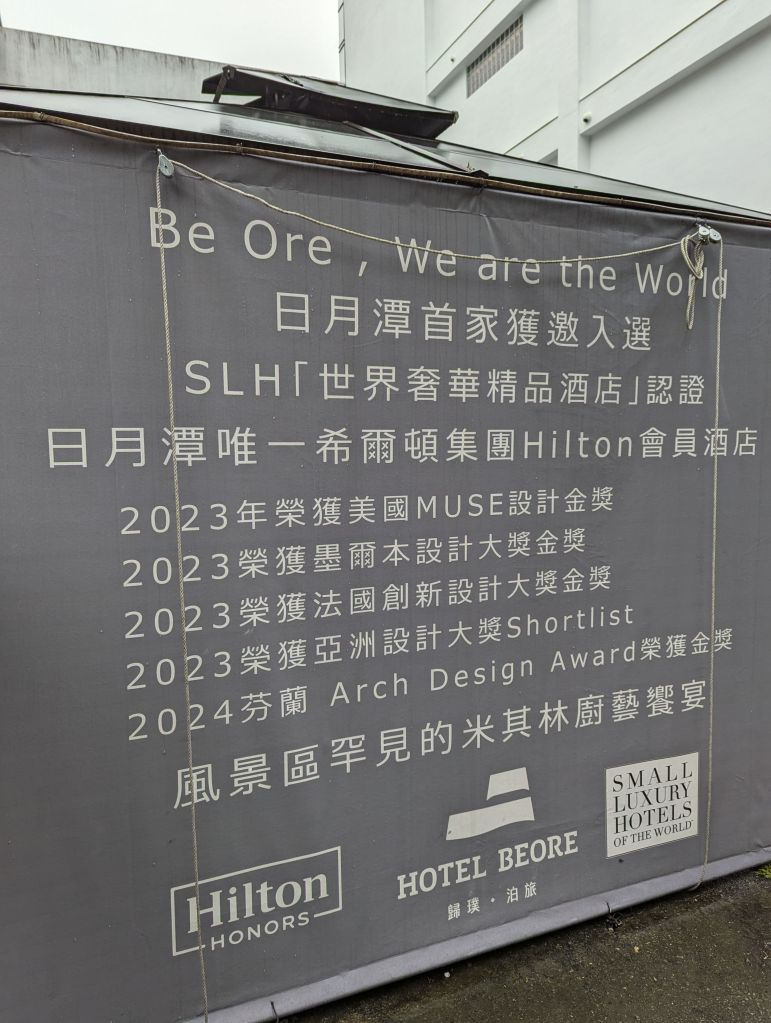 Be Ore , We are the World
日月潭首家獲邀入選
SLH「世界奢華精品酒店」認證
日月潭唯一希爾頓集團Hilton會員酒店
2023年榮獲美國MUSE設計金獎
2023榮獲墨爾本設計大獎金獎
2023榮獲法國創新設計大獎金獎
2023榮獲亞洲設計大獎Shortlist
2024芬蘭 Arch Design Award榮獲金獎
風景區罕見的米其林廚藝饗宴
Hilton
HONORS
HOTEL BEORE
歸璞·泊旅
SMALL
LUXURY
HOTELS
OF THE WORLD